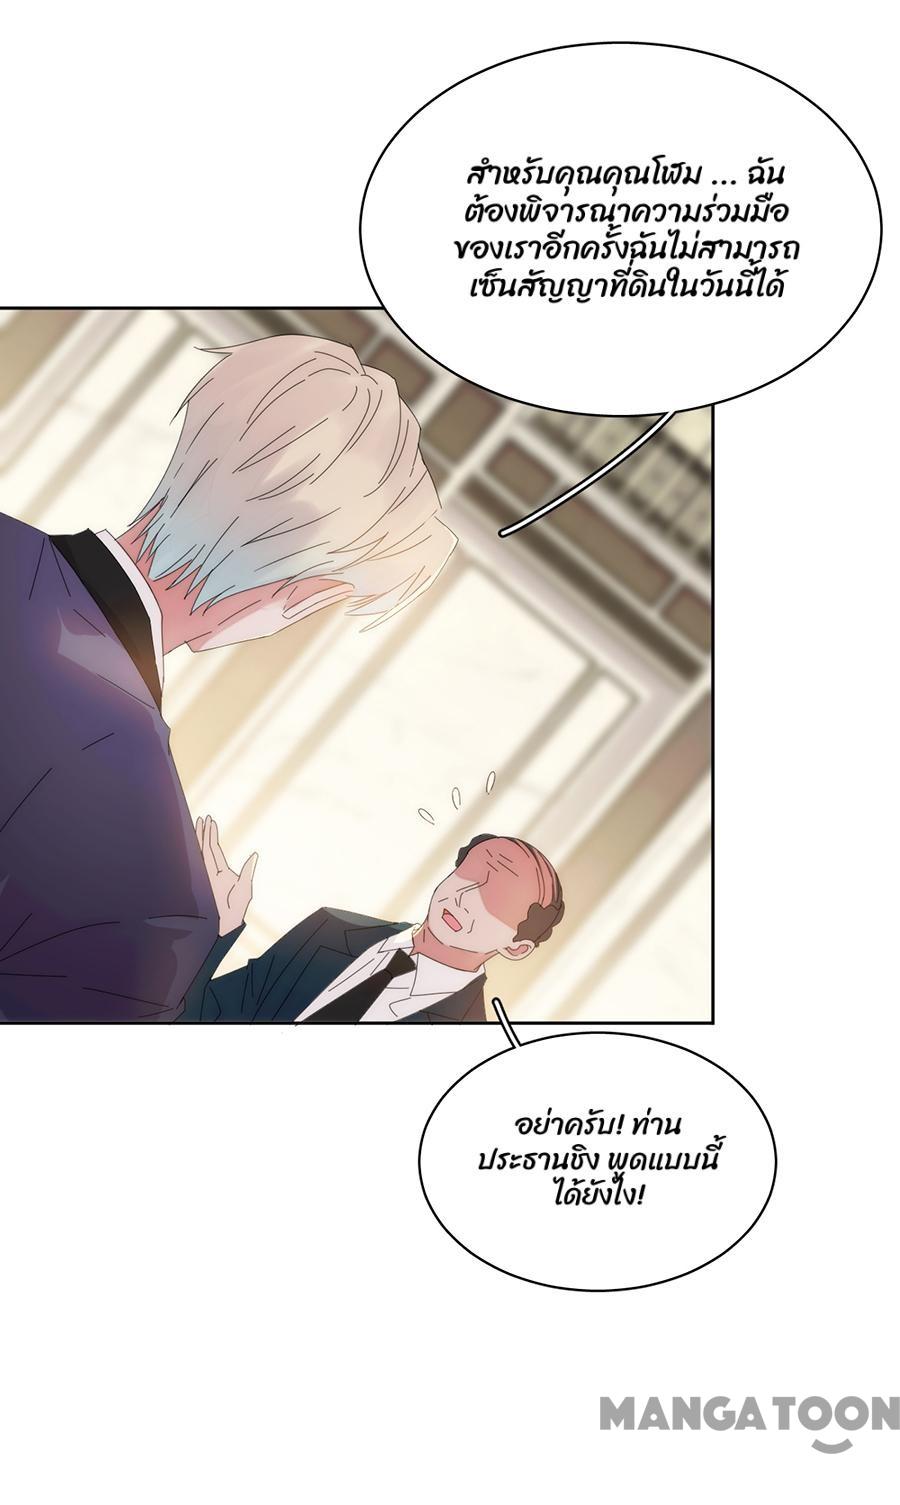 สำหรับคุณคุณโฬม ... ฉัน
ต้องพิจารณาความร่วมมือ
ของเราอีกครั้งฉันไม่สามารถ
เซ็นสัญญาที่ดินในวันนี้ได้
อย่าครับ! ท่าน
ประธานชิง พูดแบบนี้
ได้ยังไง!
MANGATOON